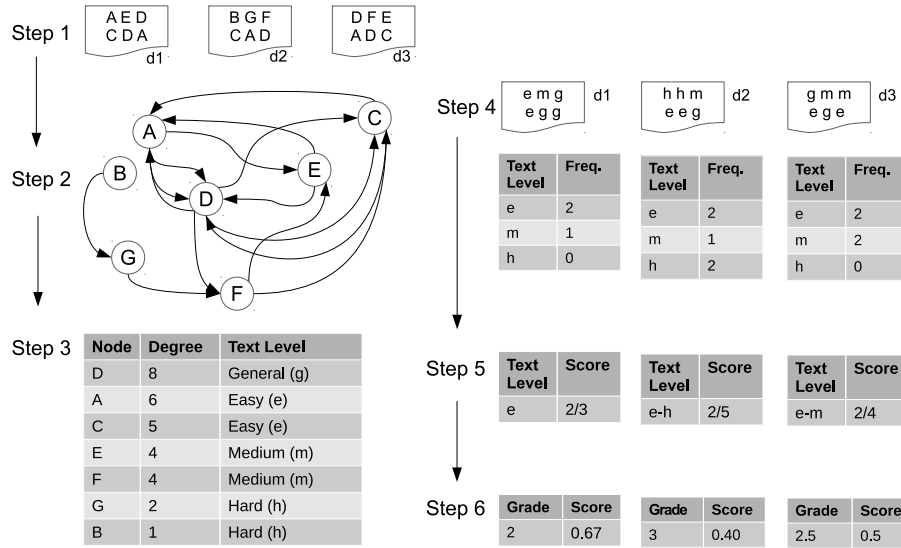 Step 1
A E D
C D A
d1
B G F
C A D
d2
D F E
A D C
d3
Step 2
A
C
B
E
D
G
F
Step 3
Node Degree Text Level
D 8 General (g)
A 6 Easy (e)
C 5 Easy (e)
E 4 Medium (m)
F 4 Medium (m)
G 2 Hard (h)
B 1 Hard (h)
Step 4
e m g
e g g
d1
h h m
e e g
d2
g m m
e g e
d3
Text Level Freq.
e 2
m 1
h 0
Text Level Freq.
e 2
m 1
h 2
Text Level Freq.
e 2
m 2
h 0
Step 5
Text Level Score
e 2/3
Text Level Score
e-h 2/5
Text Level Score
e-m 2/4
Step 6
Grade Score
2 0.67
Grade Score
3 0.40
Grade Score
2.5 0.5